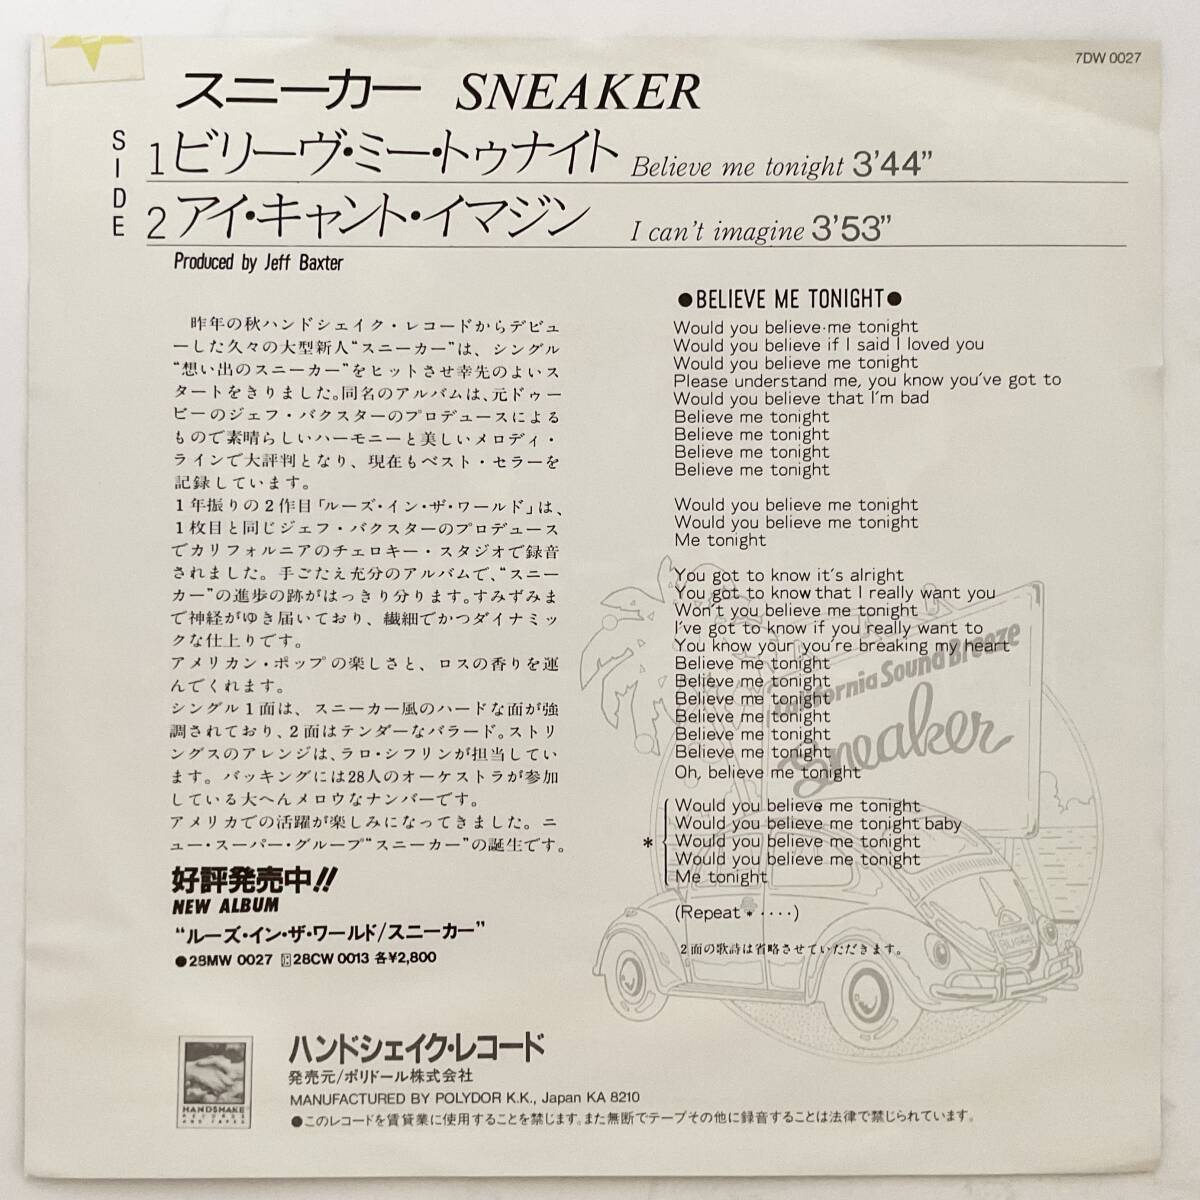 7DW 0027
スニーカー SNEAKER
SIDE
1 ビリーヴ・ミー・トゥナイト Believe me tonight 3'44"
2 アイ・キャント・イマジン I can't imagine 3'53"
Produced by Jeff Baxter
昨年の秋ハンドシェイク・レコードからデビュ
ーした久々の大型新人“スニーカー”は、シングル
“想い出のスニーカー”をヒットさせ幸先のよいス
タートをきりました。同名のアルバムは、元ドゥー
ビーのジェフ・バクスターのプロデュースによる
もので素晴らしいハーモニーと美しいメロディ・
ラインで大評判となり、現在もベスト・セラーを
記録しています。
1年振りの2作目「ルーズ・イン・ザ・ワールド」は、
1枚目と同じジェフ・バクスターのプロデュース
でカリフォルニアのチェロキー・スタジオで録音
されました。手ごたえ充分のアルバムで、“スニー
カー”の進歩の跡がはっきり分ります。すみずみま
で神経がゆき届いており、繊細でかつダイナミッ
クな仕上りです。
アメリカン・ポップの楽しさと、ロスの香りを運
んでくれます。
シングル1面は、スニーカー風のハードな面が強
調されており、2面はテンダーなバラード。ストリ
ングスのアレンジは、ラロ・シフリンが担当してい
ます。バッキングには28人のオーケストラが参加
している大へんメロウなナンバーです。
アメリカでの活躍が楽しみになってきました。ニ
ュー・スーパー・グループ“スニーカー”の誕生です。
好評発売中!!
NEW ALBUM
“ルーズ・イン・ザ・ワールド/スニーカー”
●28MW 0027 28CW 0013 各¥2,800
●BELIEVE ME TONIGHT●
Would you believe me tonight
Would you believe if I said I loved you
Would you believe me tonight
Please understand me, you know you've got to
Would you believe that I'm bad
Believe me tonight
Believe me tonight
Believe me tonight
Believe me tonight
Would you believe me tonight
Would you believe me tonight
Me tonight
You got to know it's alright
You got to know that I really want you
Won't you believe me tonight
I've got to know if you really want to
You know your you're breaking my heart
Believe me tonight
Believe me tonight
Believe me tonight
Believe me tonight
Believe me tonight
Believe me tonight
Oh, believe me tonight
Would you believe me tonight
Would you believe me tonight baby
* Would you believe me tonight
Would you believe me tonight
Me tonight
(Repeat * ‥‥)
2面の歌詩は省略させていただきます。
California Sound Breeze
Sneaker
HANDSHAKE
RECORDS
AND TAPES
ハンドシェイク・レコード
発売元/ポリドール株式会社
MANUFACTURED BY POLYDOR K.K., Japan KA 8210
●このレコードを賃貸業に使用することを禁じます。また無断でテープその他に録音することは法律で禁じられています。